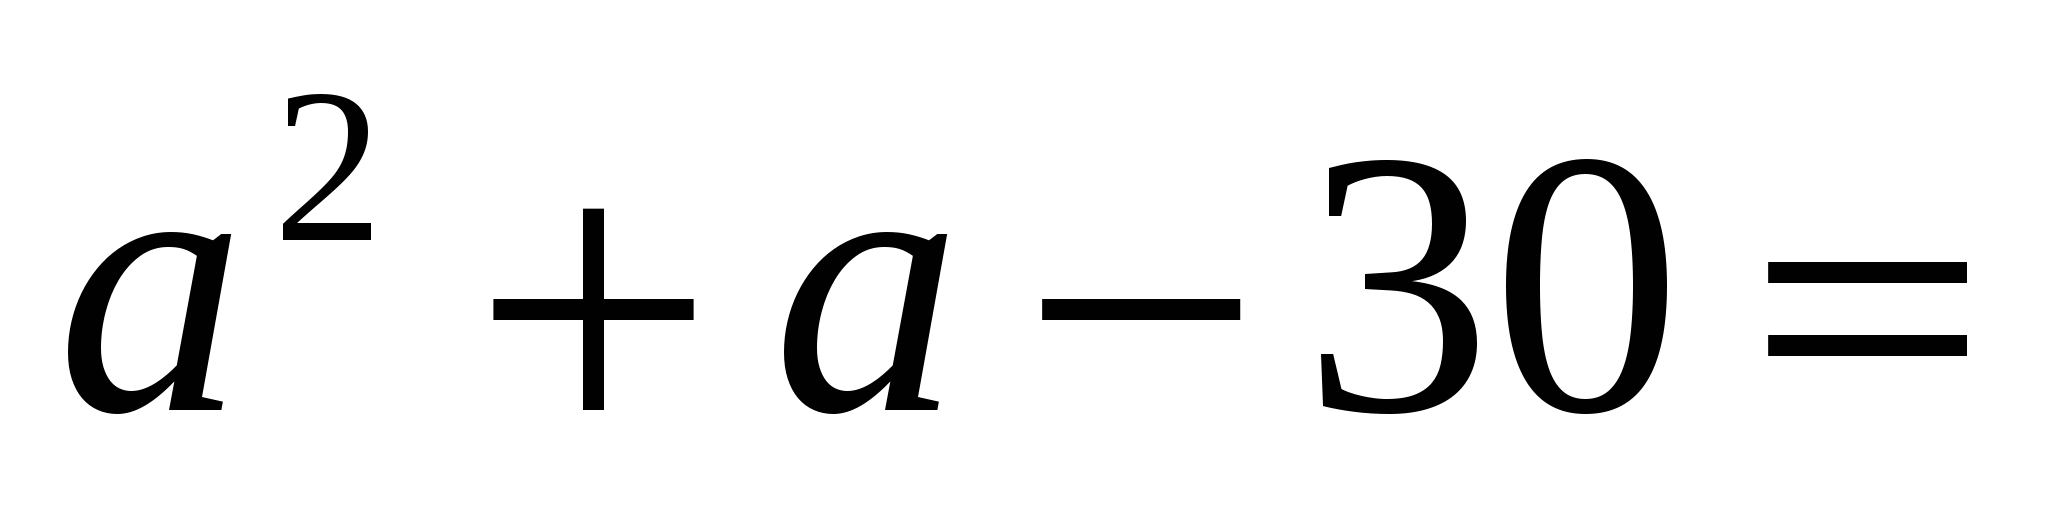 a² + a − 30 =